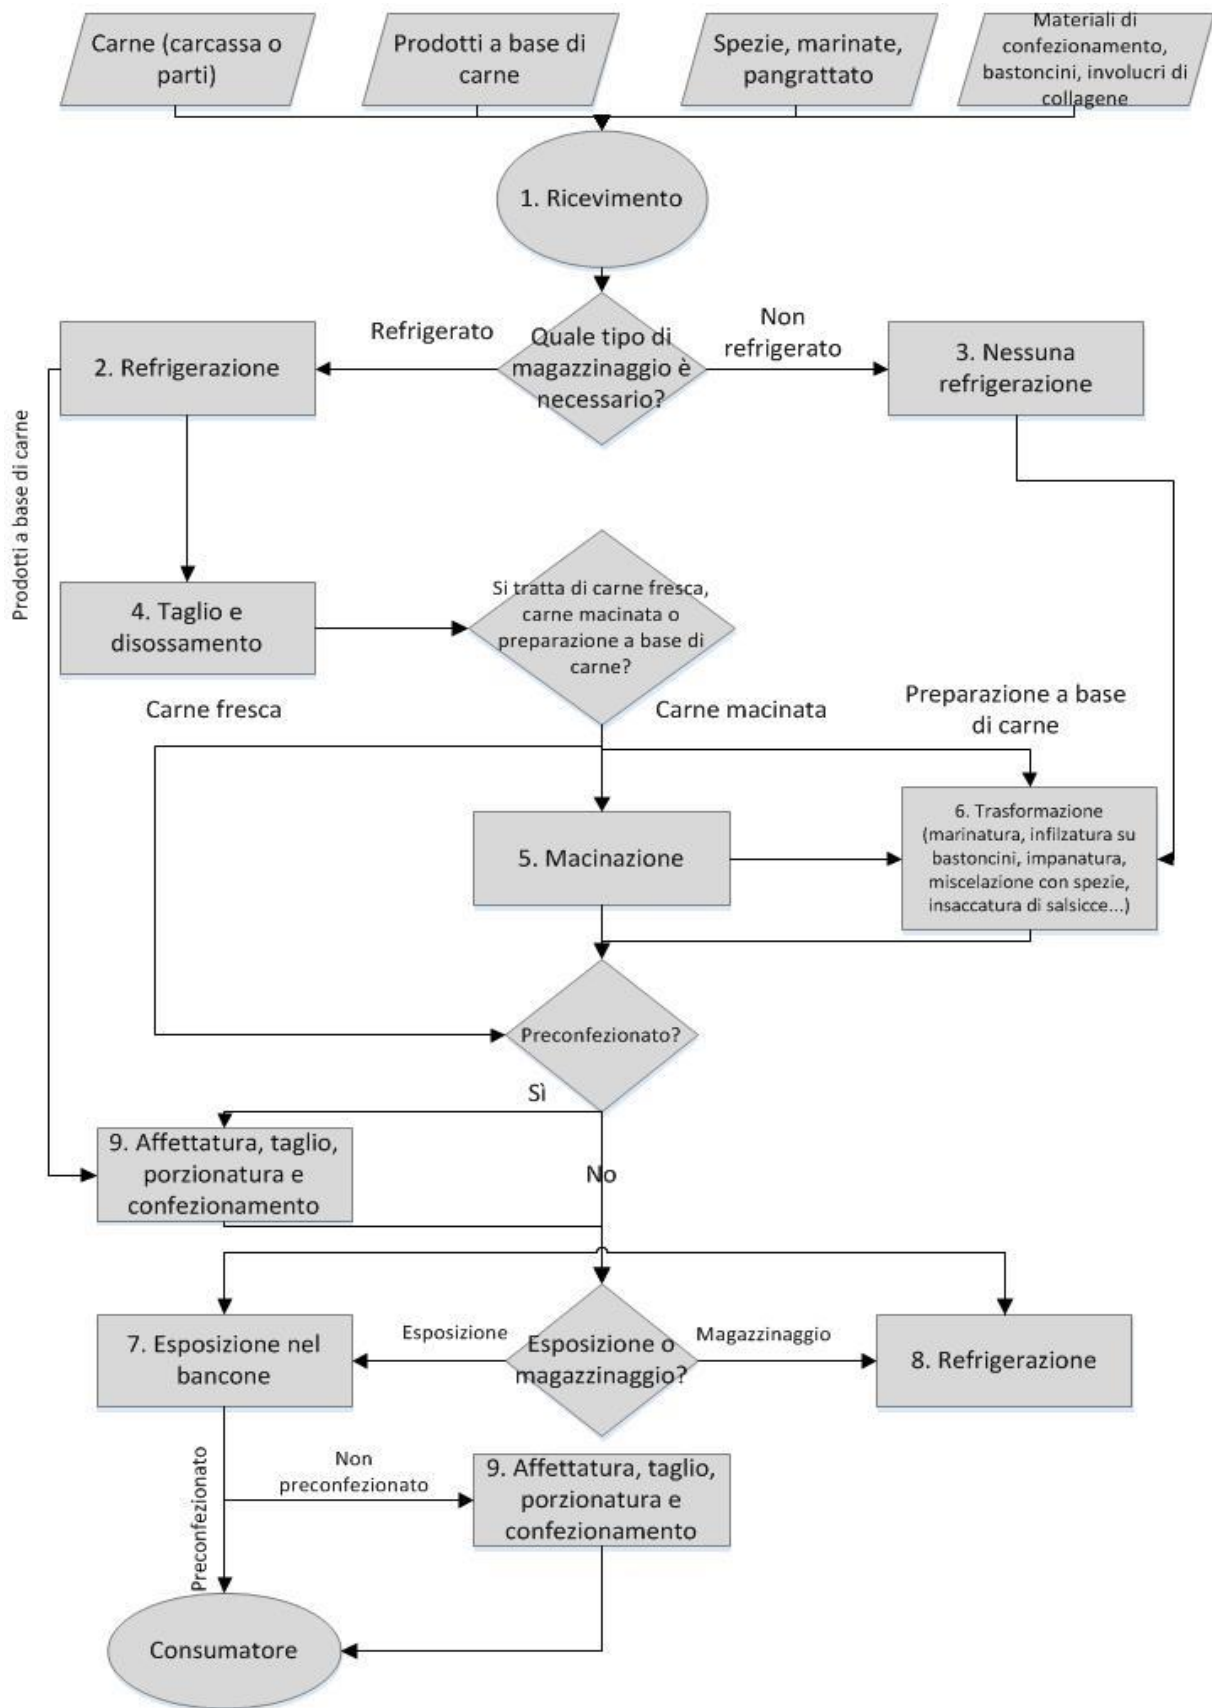 Carne (carcassa o
parti)
Prodotti a base di
carne
Spezie, marinate,
pangrattato
Materiali di
confezionamento,
bastoncini, involucri di
collagene
1. Ricevimento
Refrigerato
Quale tipo di
magazzinaggio è
necessario?
Non
refrigerato
2. Refrigerazione
3. Nessuna
refrigerazione
Prodotti a base di carne
4. Taglio e
disossamento
Si tratta di carne fresca,
carne macinata o
preparazione a base di
carne?
Carne fresca
Carne macinata
Preparazione a base
di carne
5. Macinazione
6. Trasformazione
(marinatura, infilzatura su
bastoncini, impanatura,
miscelazione con spezie,
insaccatura di salsicce...)
Preconfezionato?
Sì
No
9. Affettatura, taglio,
porzionatura e
confezionamento
7. Esposizione nel
bancone
Esposizione
Esposizione o
magazzinaggio?
Magazzinaggio
8. Refrigerazione
Preconfezionato
Non
preconfezionato
9. Affettatura, taglio,
porzionatura e
confezionamento
Consumatore